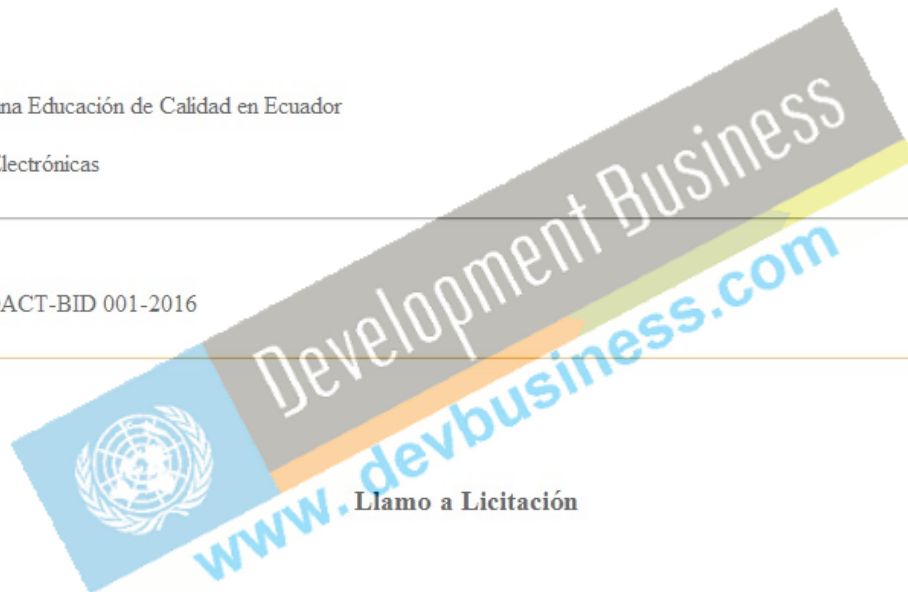 na Educación de Calidad en Ecuador
lectrónicas
ACT-BID 001-2016
Development Business
www.devbusiness.com
Llamo a Licitación